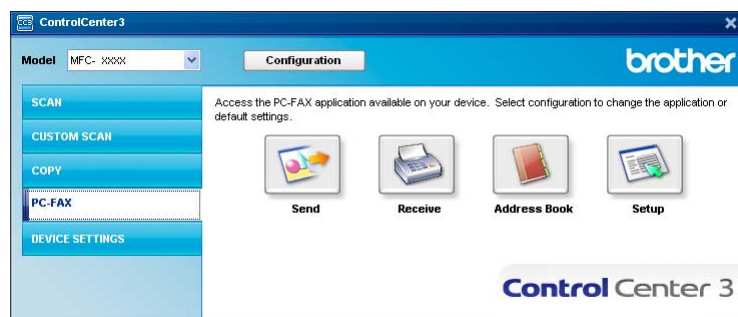 ControlCenter3
Model MFC- XXXX Configuration brother
SCAN
CUSTOM SCAN
COPY
PC-FAX
DEVICE SETTINGS
Access the PC-FAX application available on your device. Select configuration to change the application or
default settings.
Send Receive Address Book Setup
Control Center 3